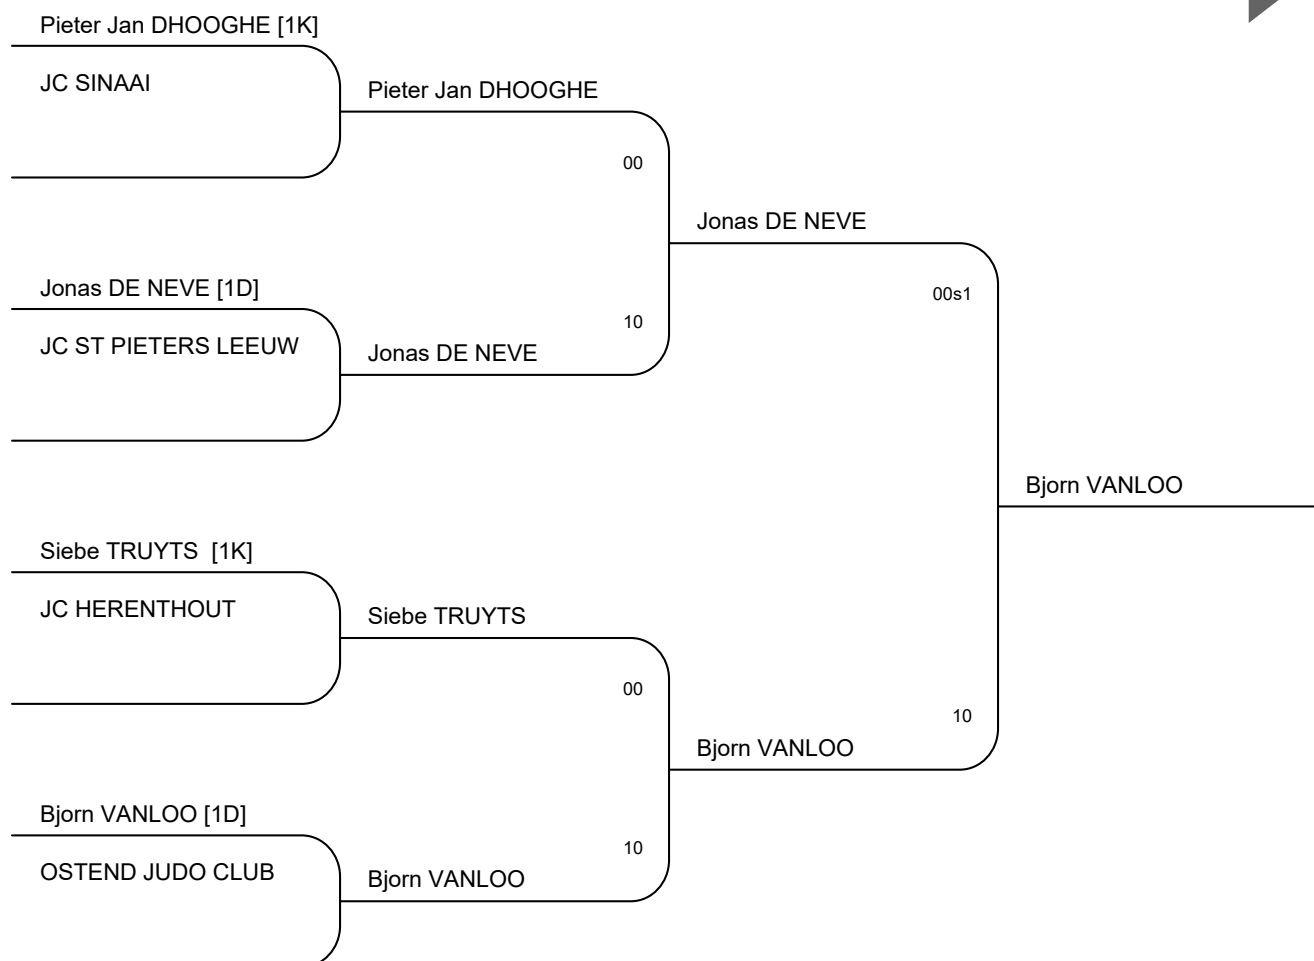 Pieter Jan DHOOGHE [1K]
JC SINAAI
Pieter Jan DHOOGHE
00
Jonas DE NEVE
Jonas DE NEVE [1D]
00s1
10
JC ST PIETERS LEEUW
Jonas DE NEVE
Bjorn VANLOO
Siebe TRUYTS [1K]
JC HERENTHOUT
Siebe TRUYTS
00
10
Bjorn VANLOO
Bjorn VANLOO [1D]
10
OSTEND JUDO CLUB
Bjorn VANLOO